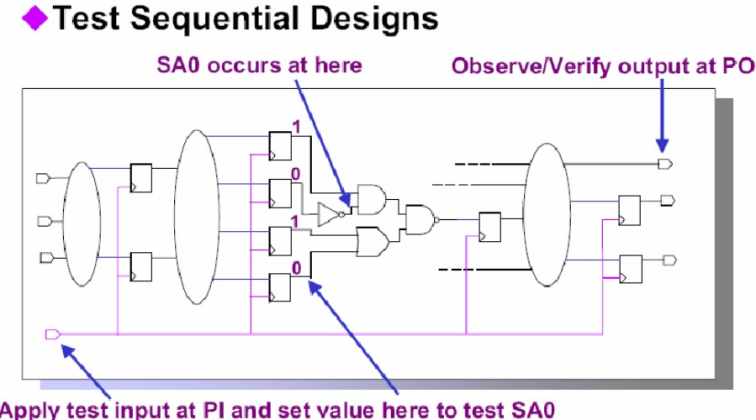 Test Sequential Designs
SA0 occurs at here
Observe/Verify output at PO
1
0
1
0
Apply test input at PI and set value here to test SA0